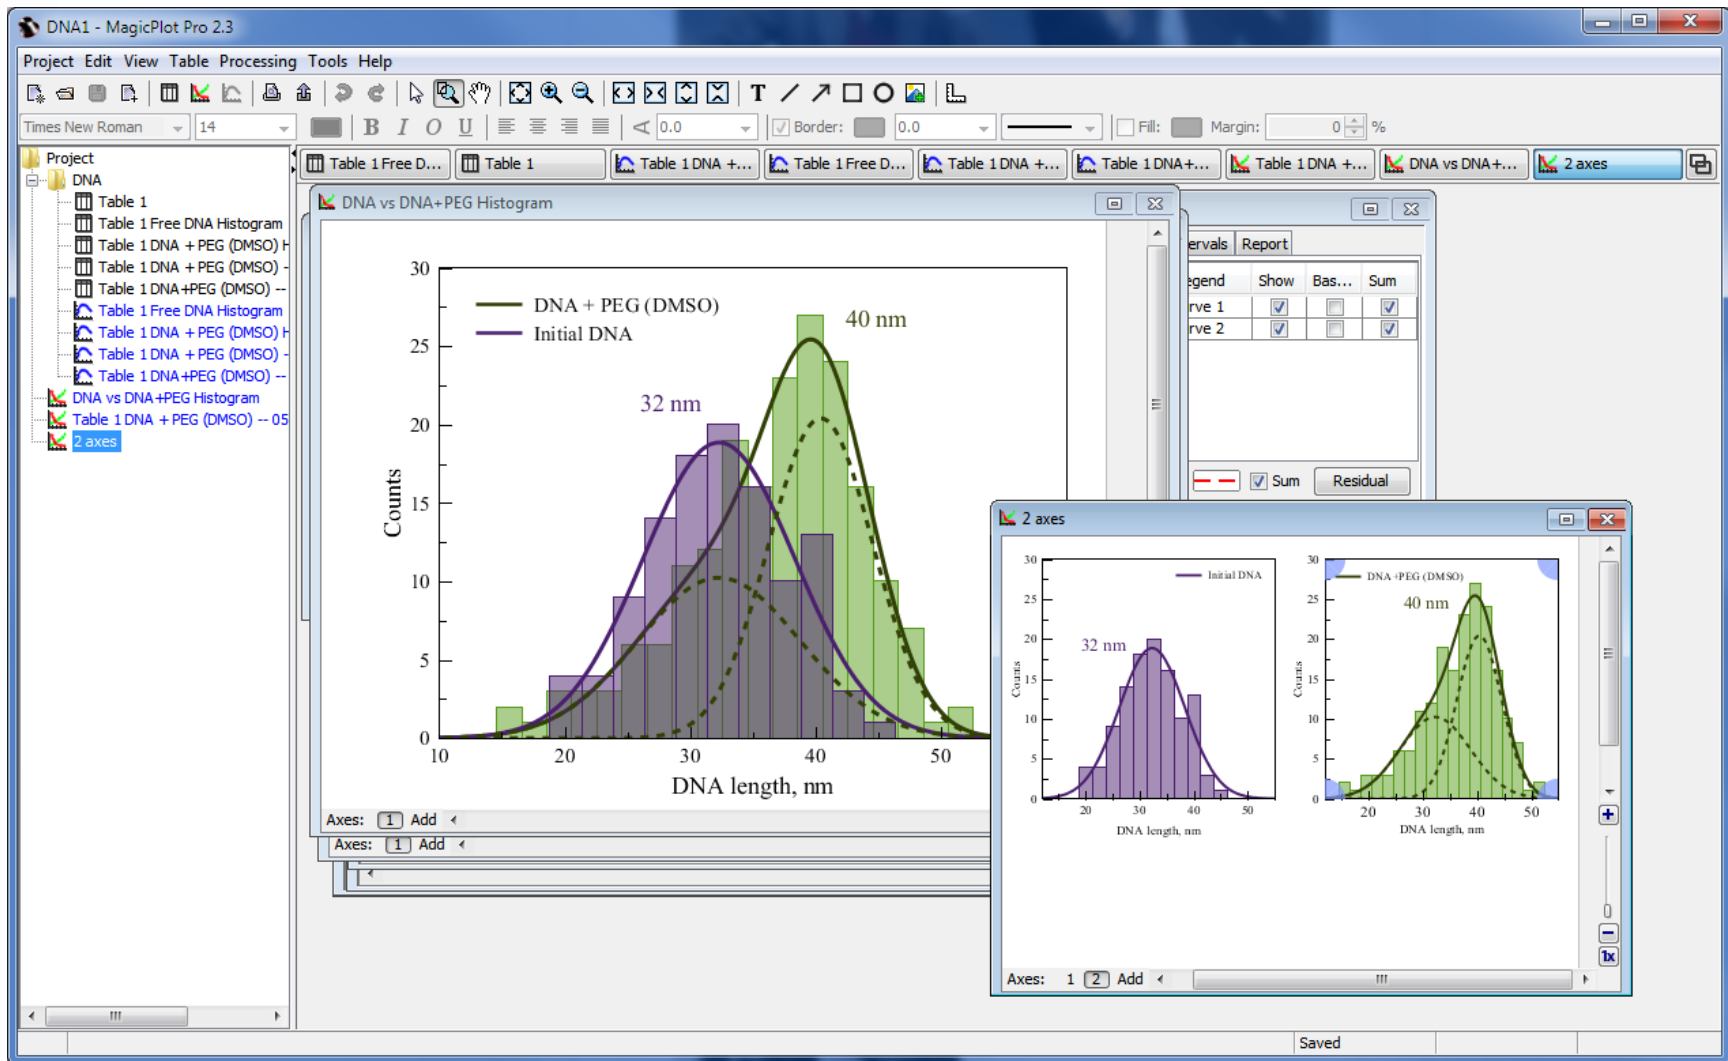 DNA1 - MagicPlot Pro 2.3
Project Edit View Table Processing Tools Help
T
Times New Roman 14 B I O U 0.0 Border: 0.0 Fill: Margin: 0 %
Project
DNA
Table 1
Table 1 Free DNA Histogram
Table 1 DNA + PEG (DMSO) H
Table 1 DNA + PEG (DMSO) -
Table 1 DNA+PEG (DMSO) --
Table 1 Free DNA Histogram
Table 1 DNA + PEG (DMSO) H
Table 1 DNA + PEG (DMSO) -
Table 1 DNA+PEG (DMSO) --
DNA vs DNA+PEG Histogram
Table 1 DNA + PEG (DMSO) -- 05
2 axes
Table 1 Free D... Table 1 Table 1 DNA +... Table 1 Free D... Table 1 DNA +... Table 1 DNA+... Table 1 DNA +... DNA vs DNA+... 2 axes
DNA vs DNA+PEG Histogram
30
25
20
15
10
5
0
Counts
DNA + PEG (DMSO)
Initial DNA
40 nm
32 nm
10 20 30 40 50
DNA length, nm
Axes: 1 Add
Axes: 1 Add
ervals Report
egend Show Bas... Sum
rve 1
rve 2
Sum Residual
2 axes
30
25
20
15
10
5
0
Counts
Initial DNA
32 nm
20 30 40 50
DNA length, nm
30
25
20
15
10
5
0
Counts
DNA +PEG (DMSO)
40 nm
20 30 40 50
DNA length, nm
1x
Axes: 1 2 Add
Saved